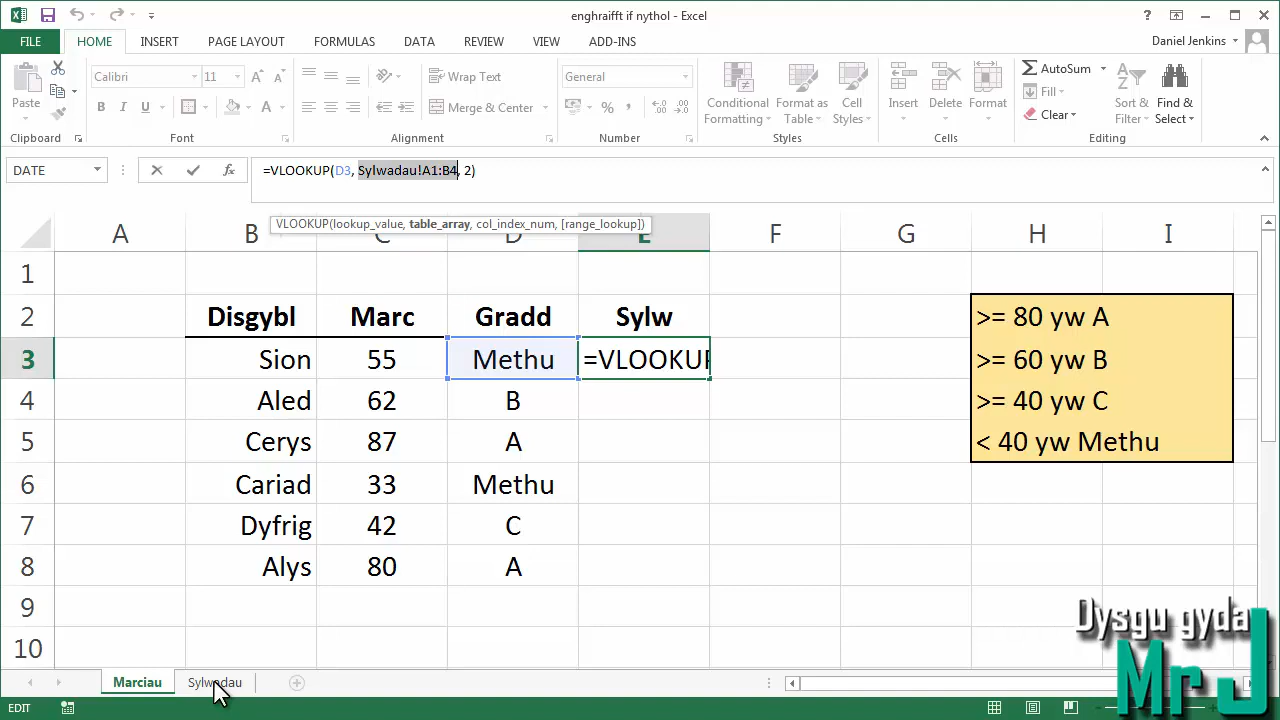 enghraifft if nythol - Excel
FILE HOME INSERT PAGE LAYOUT FORMULAS DATA REVIEW VIEW ADD-INS Daniel Jenkins
Paste
Calibri 11
B I U A
Wrap Text
Merge & Center
General
%
Conditional Formatting
Format as Table
Cell Styles
Insert
Delete
Format
AutoSum
Fill
Clear
Sort & Filter
Find & Select
Clipboard Font Alignment Number Styles Cells Editing
DATE fx =VLOOKUP(D3, Sylwadau!A1:B4, 2)
VLOOKUP(lookup_value, table_array, col_index_num, [range_lookup])
A B C D E F G H I
1
2 Disgybl Marc Gradd Sylw >= 80 yw A
3 Sion 55 Methu =VLOOKUP >= 60 yw B
4 Aled 62 B >= 40 yw C
5 Cerys 87 A < 40 yw Methu
6 Cariad 33 Methu
7 Dyfrig 42 C
8 Alys 80 A
9
10
Marciau Sylwadau
EDIT
Dysgu gyda
Mr J